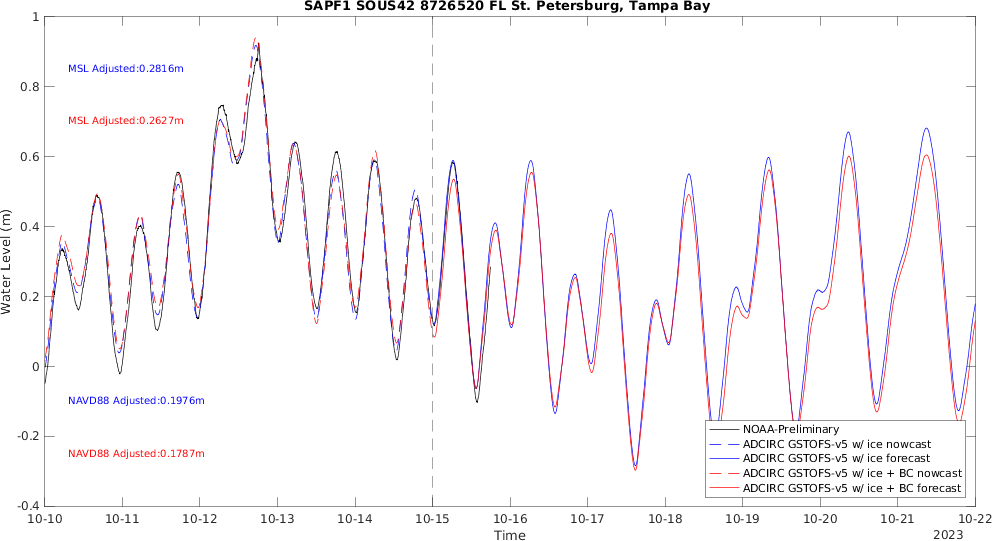 SAPF1 SOUS42 8726520 FL St. Petersburg, Tampa Bay
1
MSL Adjusted:0.2816m
0.8
MSL Adjusted:0.2627m
0.6
Water Level (m)
0.4
0.2
0
NAVD88 Adjusted:0.1976m
-0.2
NAVD88 Adjusted:0.1787m
-0.4
NOAA-Preliminary
ADCIRC GSTOFS-v5 w/ ice nowcast
ADCIRC GSTOFS-v5 w/ ice forecast
ADCIRC GSTOFS-v5 w/ ice + BC nowcast
ADCIRC GSTOFS-v5 w/ ice + BC forecast
10-10 10-11 10-12 10-13 10-14 10-15 10-16 10-17 10-18 10-19 10-20 10-21 10-22
Time
2023